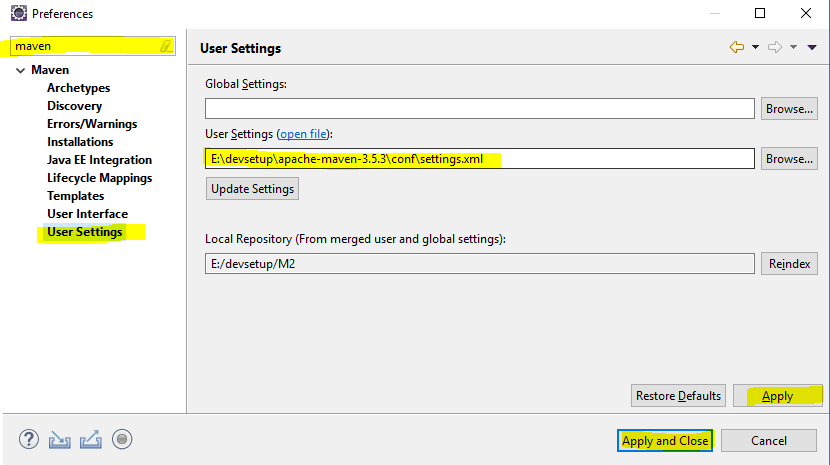 Preferences
maven
User Settings
Maven
Archetypes
Discovery
Errors/Warnings
Installations
Java EE Integration
Lifecycle Mappings
Templates
User Interface
User Settings
Global Settings:
Browse...
User Settings (open file):
E:\devsetup\apache-maven-3.5.3\conf\settings.xml
Browse...
Update Settings
Local Repository (From merged user and global settings):
E:/devsetup/M2
Reindex
Restore Defaults
Apply
Apply and Close
Cancel